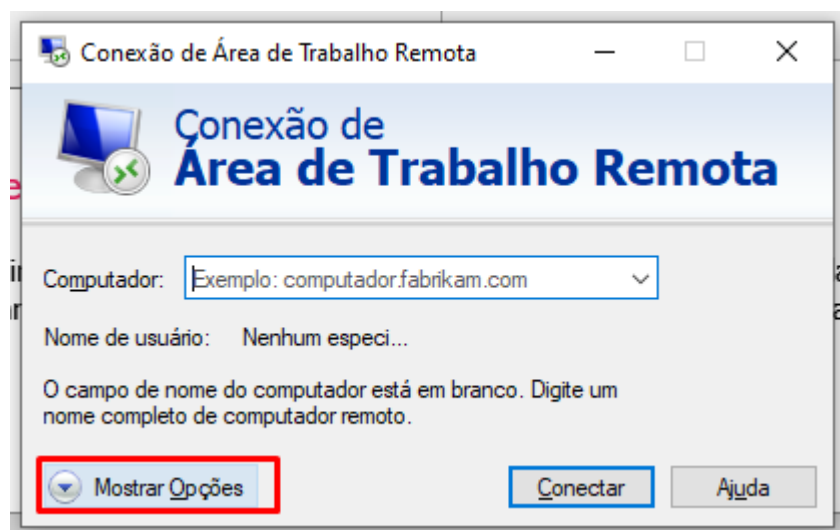 Conexão de Área de Trabalho Remota
Conexão de
Área de Trabalho Remota
Computador: Exemplo: computador.fabrikam.com
Nome de usuário: Nenhum especi...
O campo de nome do computador está em branco. Digite um
nome completo de computador remoto.
Mostrar Opções Conectar Ajuda